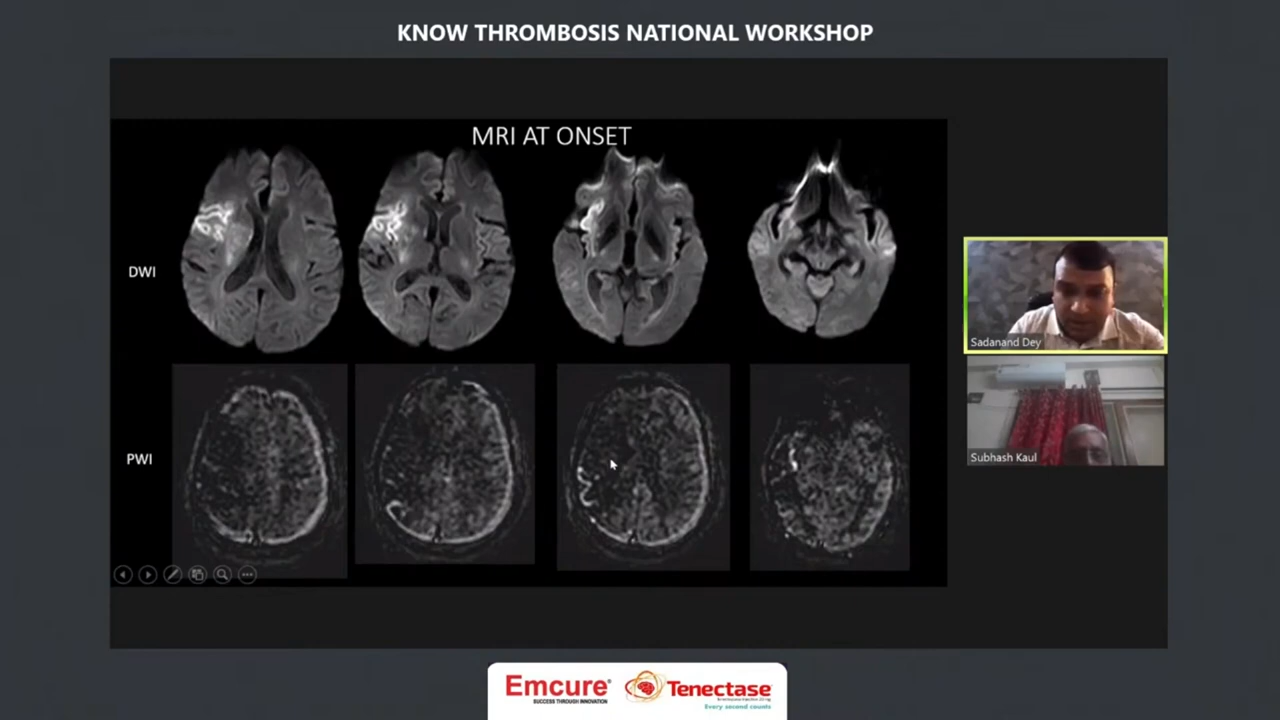 KNOW THROMBOSIS NATIONAL WORKSHOP
MRI AT ONSET
DWI
PWI
Sadanand Dey
Subhash Kaul
Emcure®
SUCCESS THROUGH INNOVATION
Tenectase
Every second counts